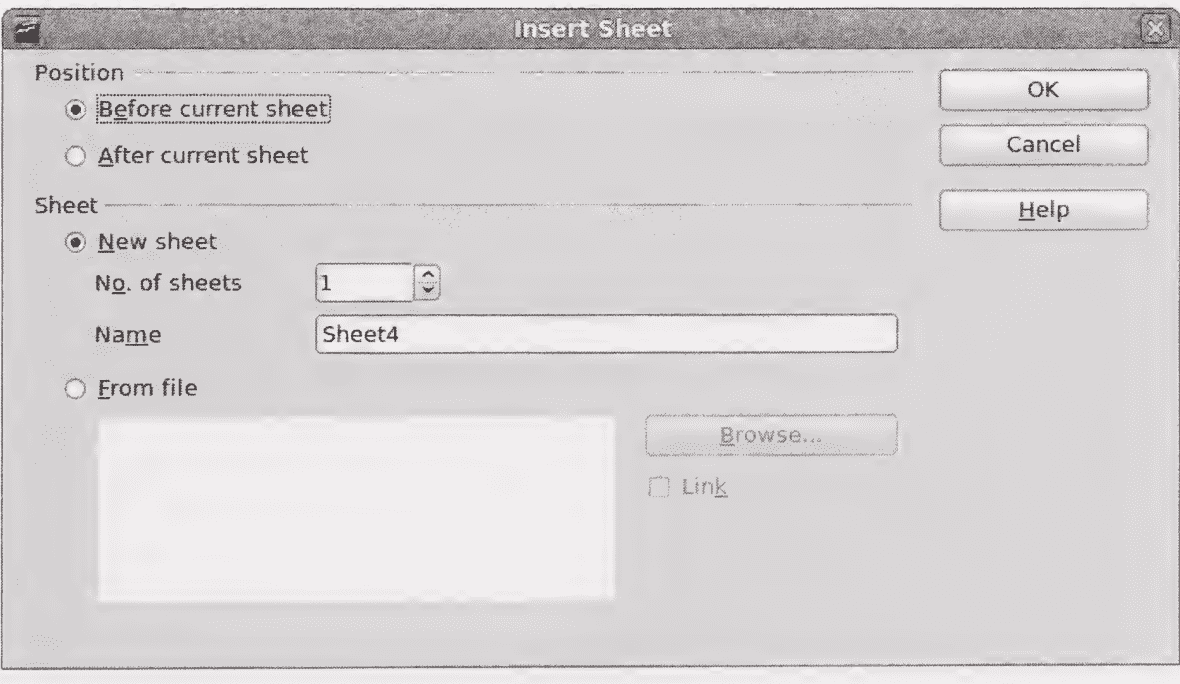 Insert Sheet
Position
Before current sheet
After current sheet
OK
Cancel
Help
Sheet
New sheet
No. of sheets 1
Name Sheet4
From file
Browse...
Link